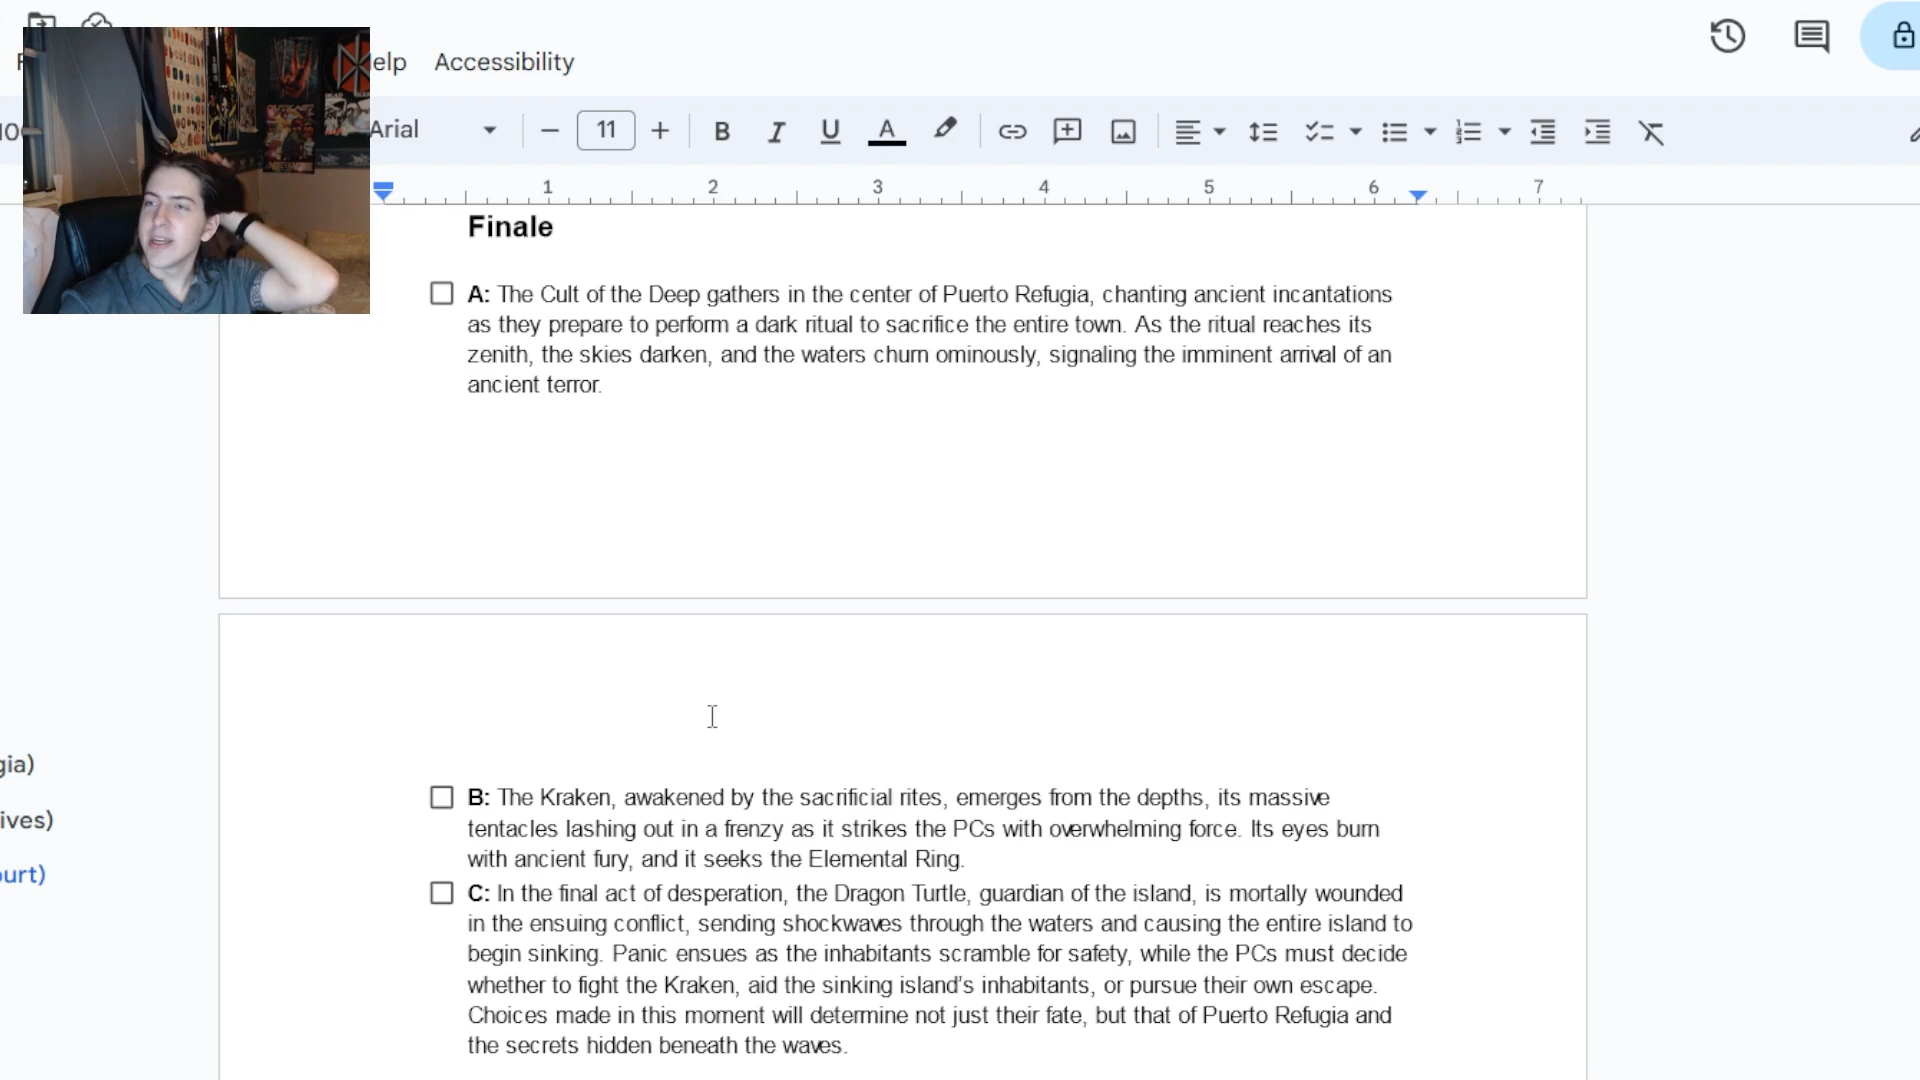 elp Accessibility
Arial 11 B I U A
1 2 3 4 5 6 7
Finale
A: The Cult of the Deep gathers in the center of Puerto Refugia, chanting ancient incantations
as they prepare to perform a dark ritual to sacrifice the entire town. As the ritual reaches its
zenith, the skies darken, and the waters churn ominously, signaling the imminent arrival of an
ancient terror.
B: The Kraken, awakened by the sacrificial rites, emerges from the depths, its massive
tentacles lashing out in a frenzy as it strikes the PCs with overwhelming force. Its eyes burn
with ancient fury, and it seeks the Elemental Ring.
C: In the final act of desperation, the Dragon Turtle, guardian of the island, is mortally wounded
in the ensuing conflict, sending shockwaves through the waters and causing the entire island to
begin sinking. Panic ensues as the inhabitants scramble for safety, while the PCs must decide
whether to fight the Kraken, aid the sinking island's inhabitants, or pursue their own escape.
Choices made in this moment will determine not just their fate, but that of Puerto Refugia and
the secrets hidden beneath the waves.
gia)
ives)
ourt)